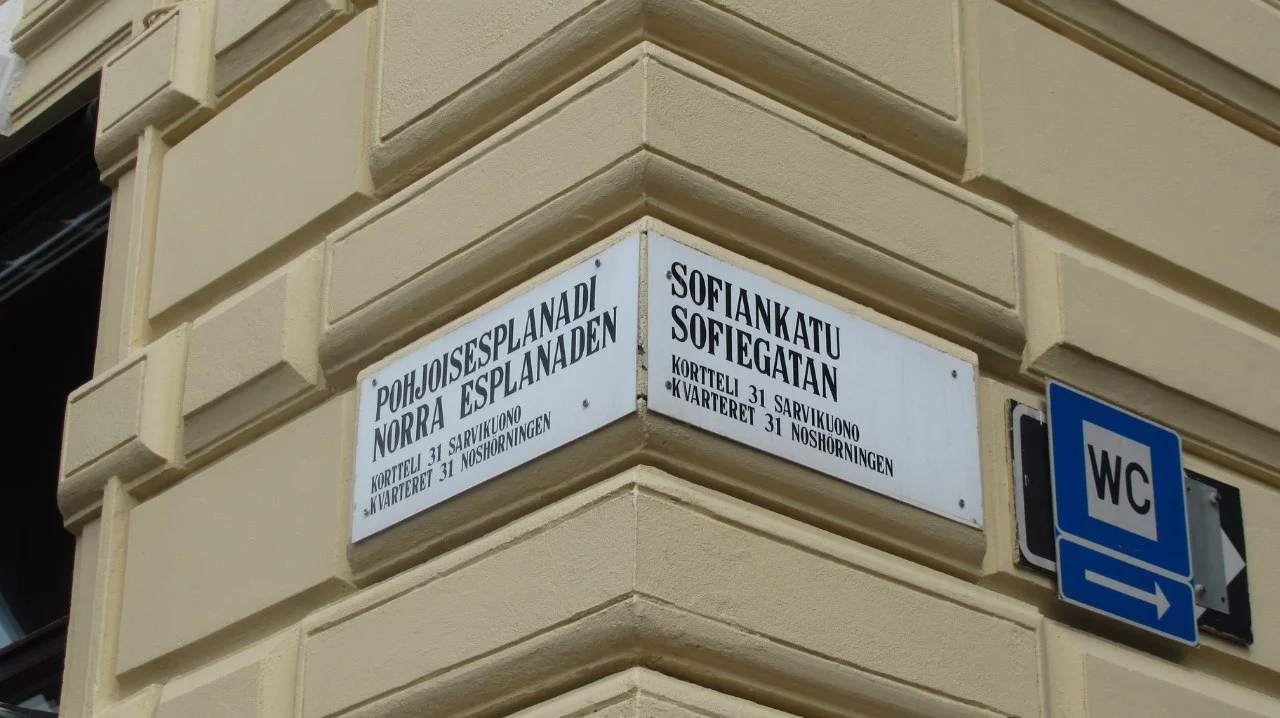 POHJOISESPLANADI
NORRA ESPLANADEN
KORTTELI 31 SARVIKUONO
KVARTERET 31 NOSHÖRNINGEN
SOFIANKATU
SOFIEGATAN
KORTTELI 31 SARVIKUONO
KVARTERET 31 NOSHÖRNINGEN
WC